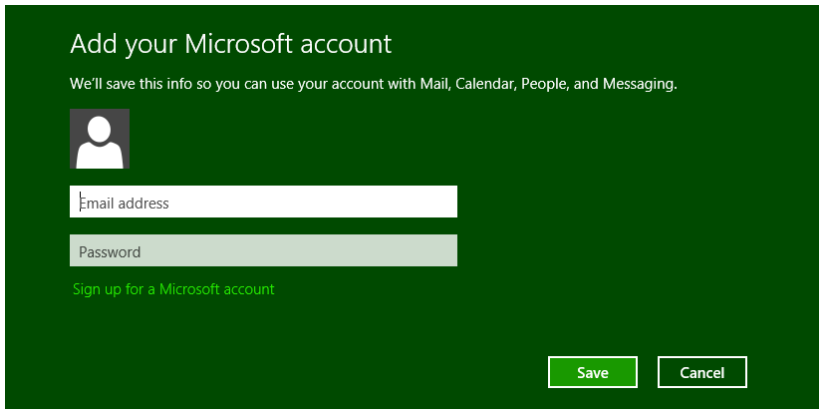 Add your Microsoft account
We'll save this info so you can use your account with Mail, Calendar, People, and Messaging.
Email address
Password
Sign up for a Microsoft account
Save Cancel